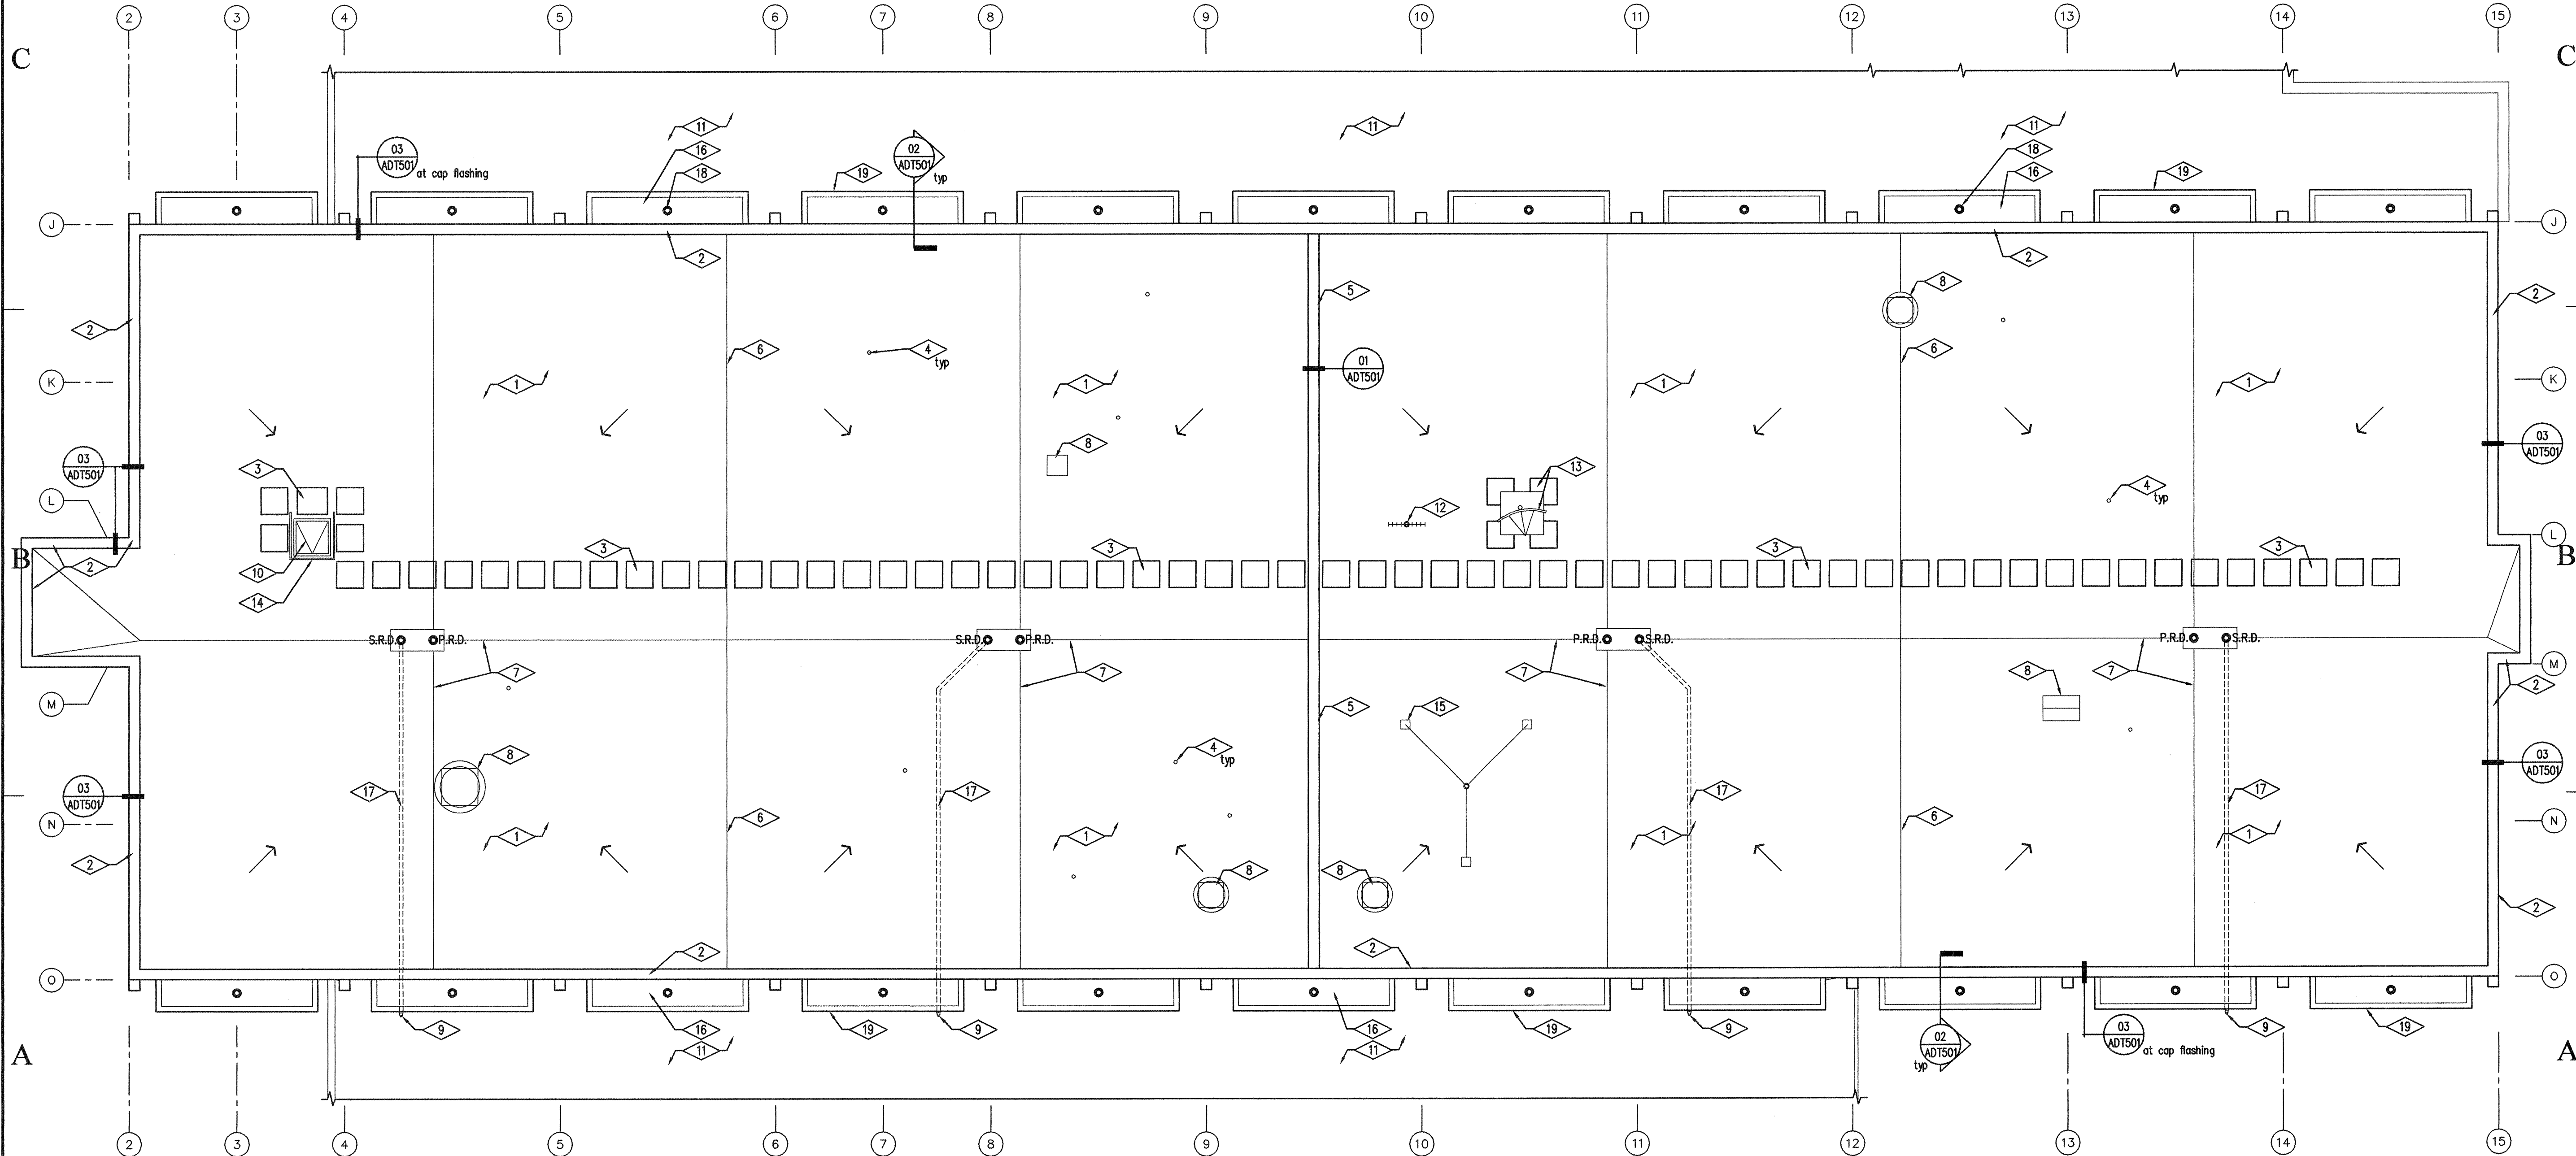 2 3 4 5 6 7 8 9 10 11 12 13 14 15
C C
11 11 11
03 ADT501 at cap flashing
16
18
02 ADT501 typ
19
18
16
19
J J
2 2
8
5
2 2
6
4 typ
6
01 ADT501
K K
1 1 1 1
8
03 ADT501
03 ADT501
3
13
4 typ
L
12
L
B B
3 3 3 3
2
10
14
S.R.D. P.R.D. S.R.D. P.R.D. P.R.D. S.R.D. P.R.D. S.R.D.
M
7 7 7 8 7
2
M
5
15
8
4 typ
03 ADT501
03 ADT501
17 17 17 17
N N
6 6
1 1 1 1
2
8 8
2
2 2
O O
16
11
9 19 9
16
11
19 9
02 ADT501 typ
03 ADT501 at cap flashing
9 19
A A
2 3 4 5 6 7 8 9 10 11 12 13 14 15